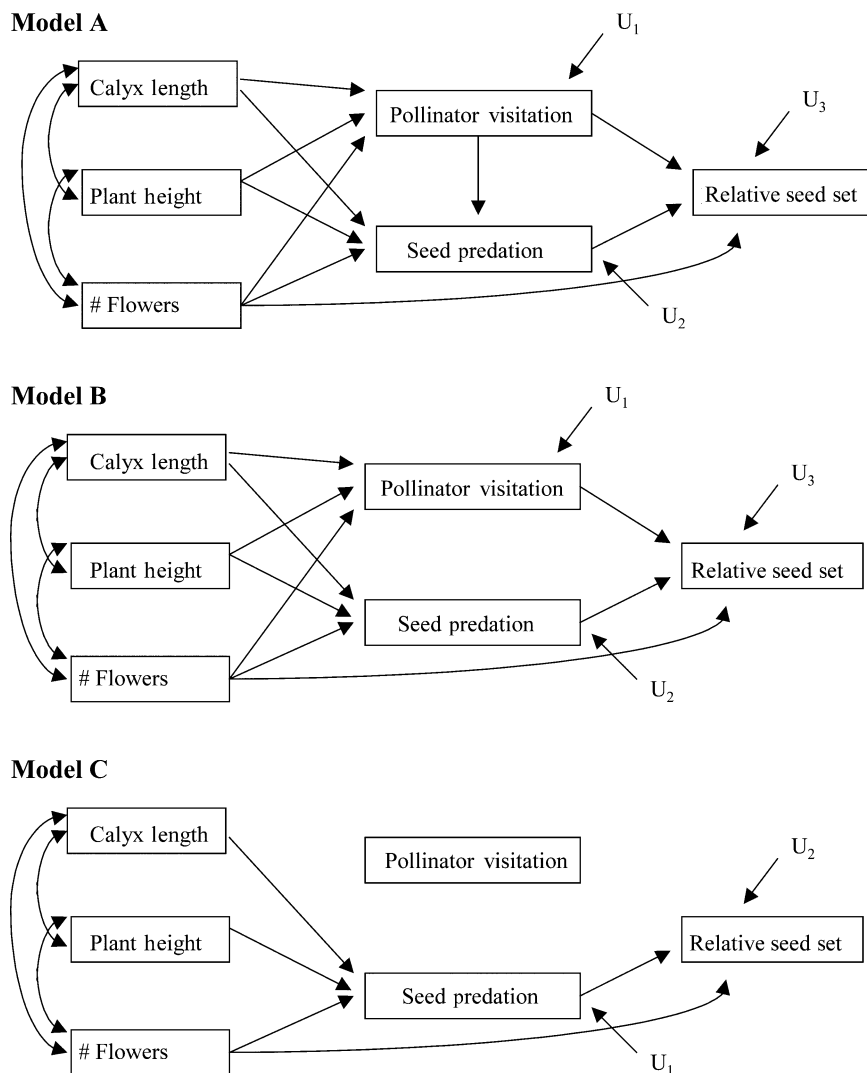 Model A
U1
Calyx length
Pollinator visitation
U3
Plant height
Relative seed set
Seed predation
# Flowers
U2
Model B
U1
Calyx length
Pollinator visitation
U3
Plant height
Relative seed set
Seed predation
# Flowers
U2
Model C
Calyx length
Pollinator visitation
U2
Plant height
Relative seed set
Seed predation
# Flowers
U1